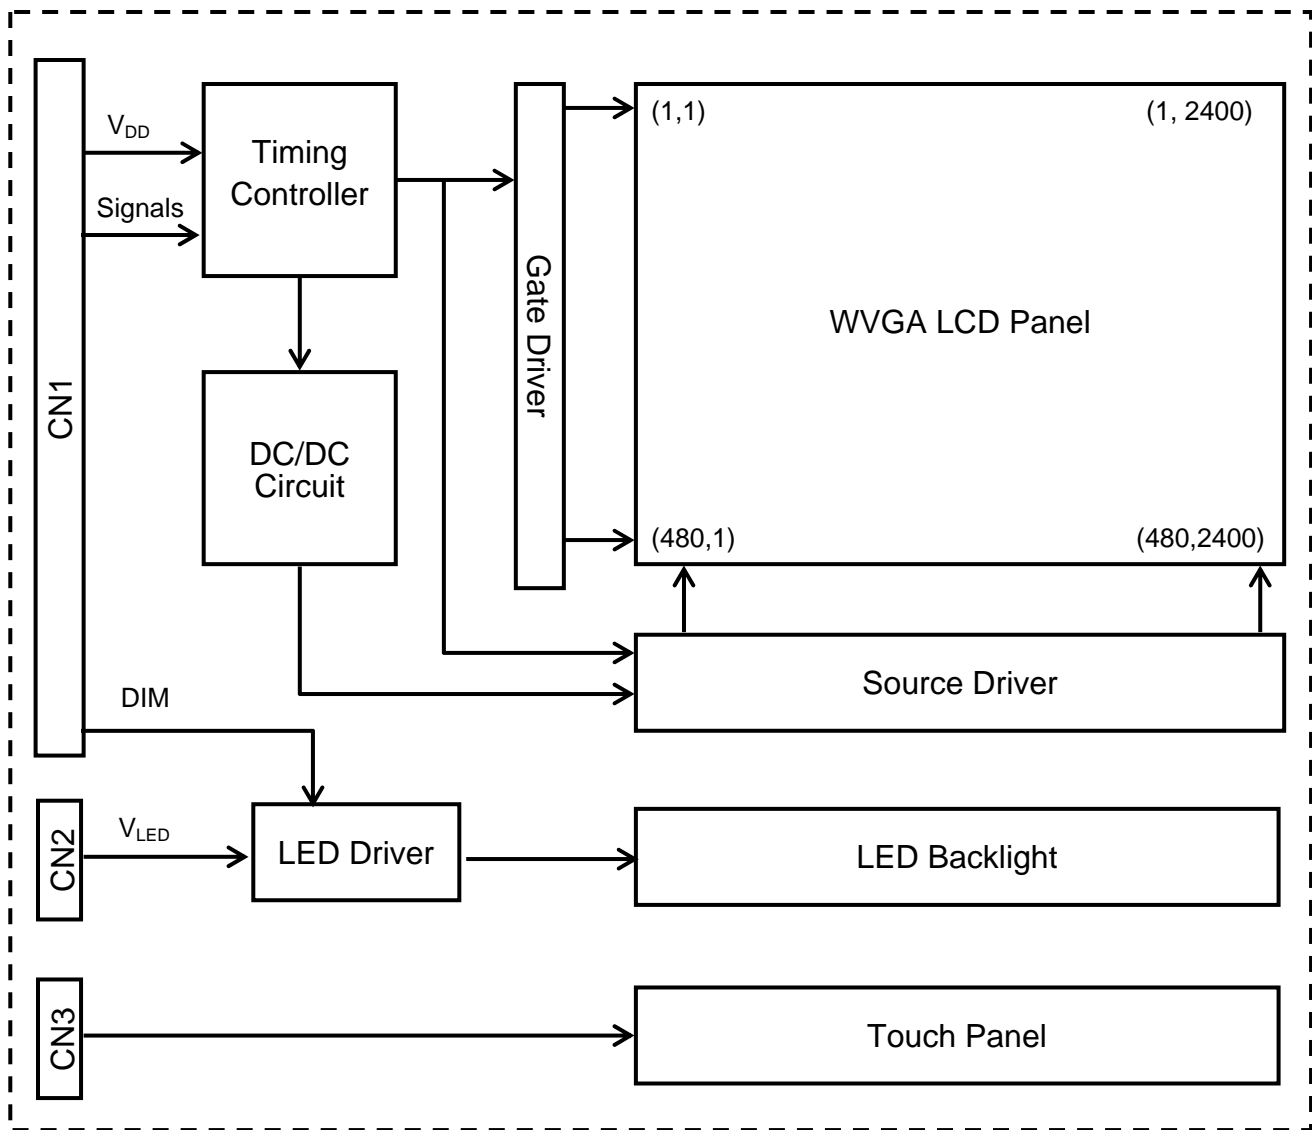 CN1
V_DD
Signals
Timing
Controller
DC/DC
Circuit
Gate Driver
(1,1)
(1, 2400)
WVGA LCD Panel
(480,1)
(480,2400)
Source Driver
DIM
CN2
V_LED
LED Driver
LED Backlight
CN3
Touch Panel